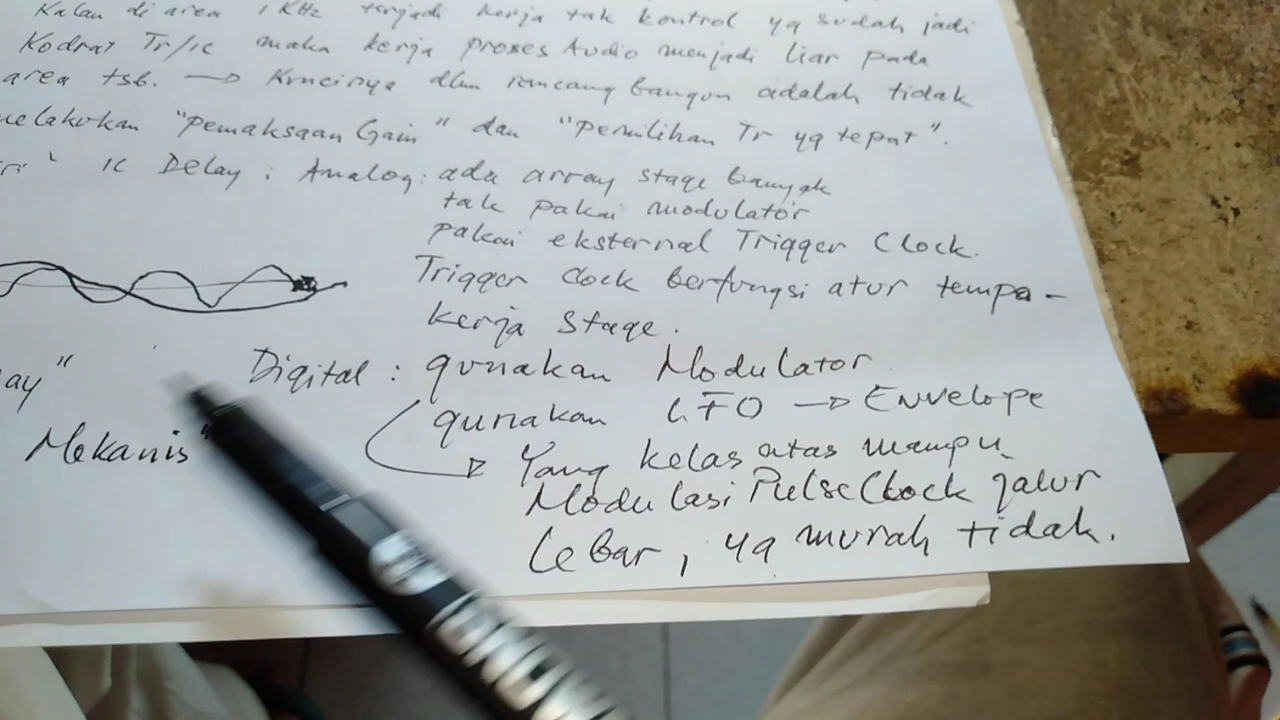 Kalau di area 1 KHz terjadi kerja tak kontrol yg sudah jadi
Kodrat Tr/IC maka kerja proses Audio menjadi liar pada
area tsb. → Kuncinya dlm rancang bangun adalah tidak
melakukan "Pemaksaan Gain" dan "Pemilihan Tr yg tepat".
IC Delay : Analog : ada array stage banyak
tak pakai modulator
pakai eksternal Trigger Clock.
Trigger Clock berfungsi atur tempo-
kerja Stage.
ay"
Digital : gunakan Modulator
gunakan LFO → Envelope
Mekanis"
→ Yang kelas atas mampu
Modulasi Pulse Clock jalur
Lebar, yg murah tidak.